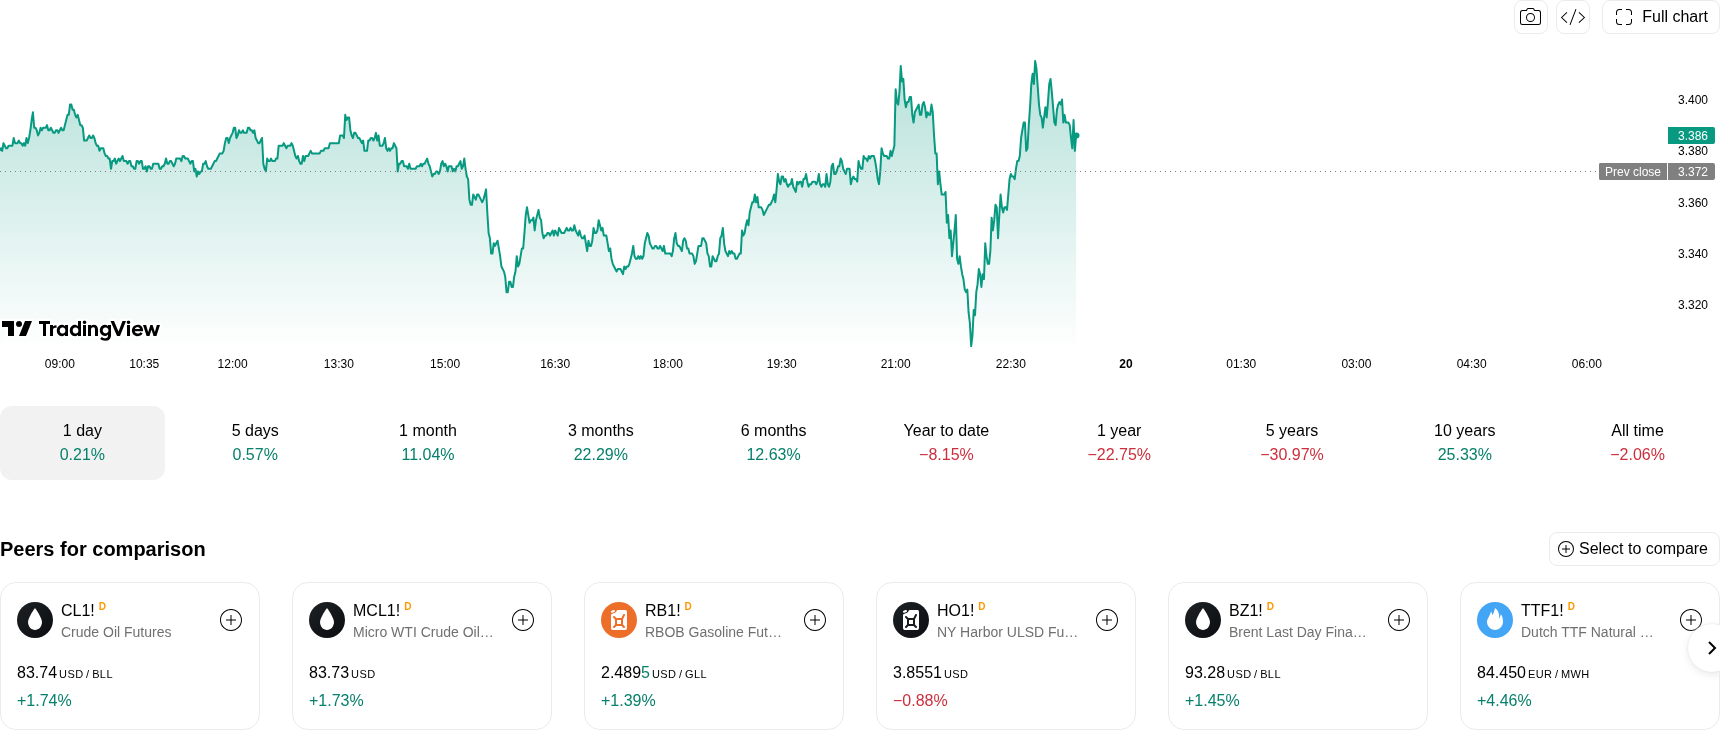 Full chart
3.400
3.386
3.380
Prev close 3.372
3.360
3.340
3.320
TradingView
09:00 10:35 12:00 13:30 15:00 16:30 18:00 19:30 21:00 22:30 20 01:30 03:00 04:30 06:00
1 day 5 days 1 month 3 months 6 months Year to date 1 year 5 years 10 years All time
0.21% 0.57% 11.04% 22.29% 12.63% −8.15% −22.75% −30.97% 25.33% −2.06%
Peers for comparison Select to compare
CL1! D MCL1! D RB1! D HO1! D BZ1! D TTF1! D
Crude Oil Futures Micro WTI Crude Oil… RBOB Gasoline Fut… NY Harbor ULSD Fu… Brent Last Day Fina… Dutch TTF Natural …
83.74 USD / BLL 83.73 USD 2.4895 USD / GLL 3.8551 USD 93.28 USD / BLL 84.450 EUR / MWH
+1.74% +1.73% +1.39% −0.88% +1.45% +4.46%